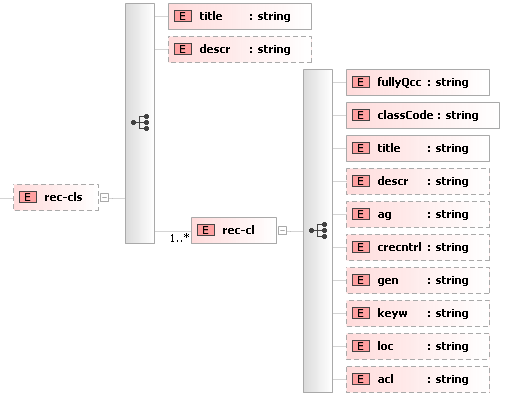 E title : string
E descr : string
E fullyQcc : string
E classCode : string
E title : string
E descr : string
E rec-cls
E ag : string
1..* E rec-cl
E crecntrl : string
E gen : string
E keyw : string
E loc : string
E acl : string